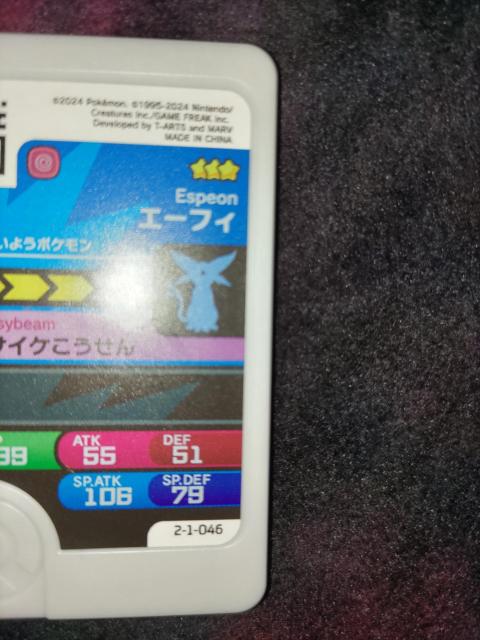 ©2024 Pokémon. ©1995-2024 Nintendo/
Creatures Inc./GAME FREAK inc.
Developed by T-ARTS and MARV
MADE IN CHINA
Espeon
エーフィ
いようポケモン
sybeam
サイケこうせん
99
ATK
55
DEF
51
SP.ATK
106
SP.DEF
79
2-1-046